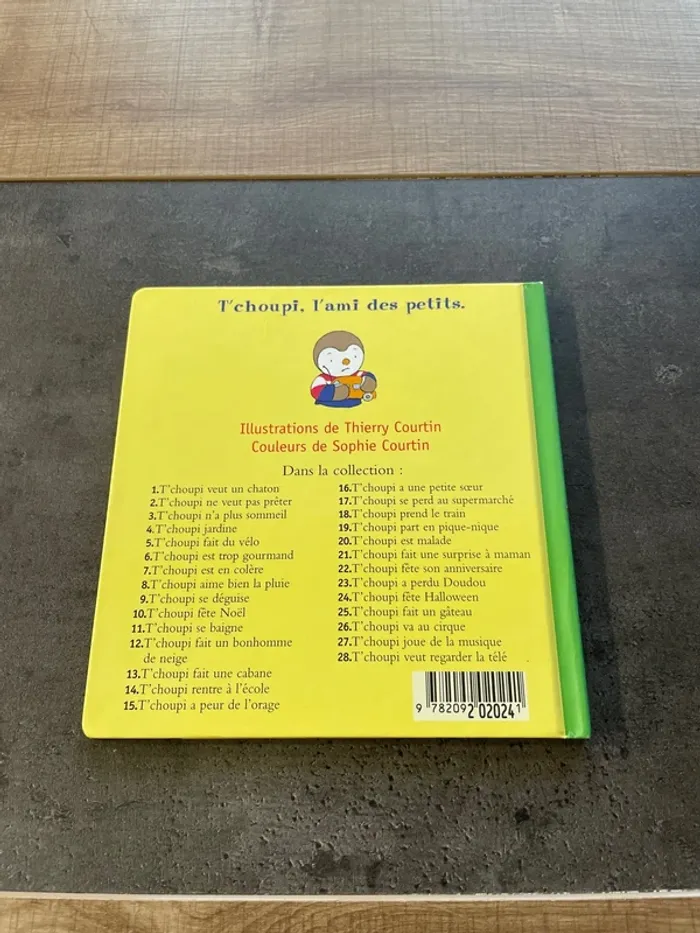 T'choupi, l'ami des petits.
Illustrations de Thierry Courtin
Couleurs de Sophie Courtin
Dans la collection :
1.T'choupi veut un chaton
2.T'choupi ne veut pas prêter
3.T'choupi n'a plus sommeil
4.T'choupi jardine
5.T'choupi fait du vélo
6.T'choupi est trop gourmand
7.T'choupi est en colère
8.T'choupi aime bien la pluie
9.T'choupi se déguise
10.T'choupi fête Noël
11.T'choupi se baigne
12.T'choupi fait un bonhomme
de neige
13.T'choupi fait une cabane
14.T'choupi rentre à l'école
15.T'choupi a peur de l'orage
16.T'choupi a une petite sœur
17.T'choupi se perd au supermarché
18.T'choupi prend le train
19.T'choupi part en pique-nique
20.T'choupi est malade
21.T'choupi fait une surprise à maman
22.T'choupi fête son anniversaire
23.T'choupi a perdu Doudou
24.T'choupi fête Halloween
25.T'choupi fait un gâteau
26.T'choupi va au cirque
27.T'choupi joue de la musique
28.T'choupi veut regarder la télé
9 782092 020241